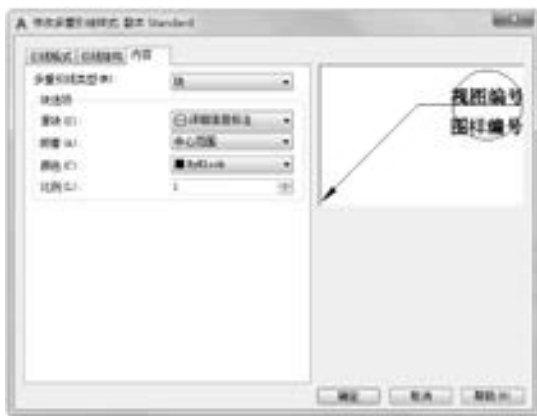 修改多重引线样式: 副本 Standard
引线格式 引线结构 内容
多重引线类型(M): 块
块选项
源块(S): 详细信息标注
附着(A): 中心范围
颜色(C): ByBlock
比例(L): 1
视图编号
图样编号
确定 取消 帮助(H)